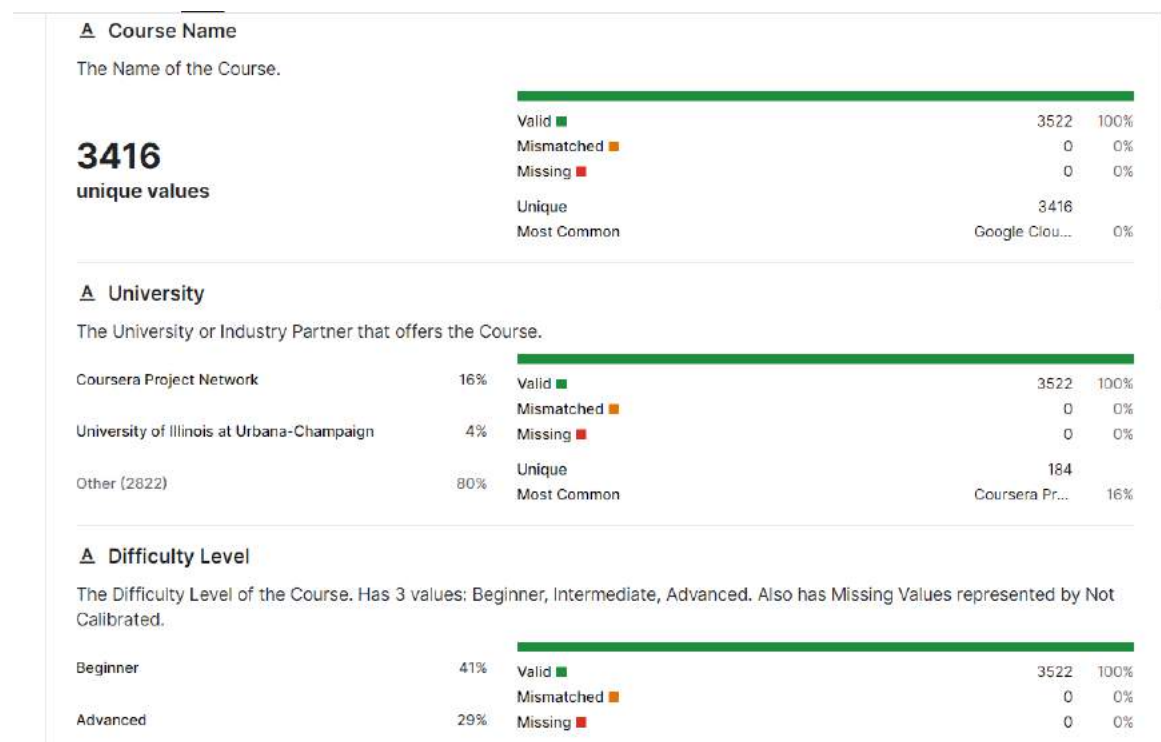 A Course Name
The Name of the Course.
3416
unique values
Valid 3522 100%
Mismatched 0 0%
Missing 0 0%
Unique 3416
Most Common Google Clou... 0%
A University
The University or Industry Partner that offers the Course.
Coursera Project Network 16%
University of Illinois at Urbana-Champaign 4%
Other (2822) 80%
Valid 3522 100%
Mismatched 0 0%
Missing 0 0%
Unique 184
Most Common Coursera Pr... 16%
A Difficulty Level
The Difficulty Level of the Course. Has 3 values: Beginner, Intermediate, Advanced. Also has Missing Values represented by Not
Calibrated.
Beginner 41%
Advanced 29%
Valid 3522 100%
Mismatched 0 0%
Missing 0 0%